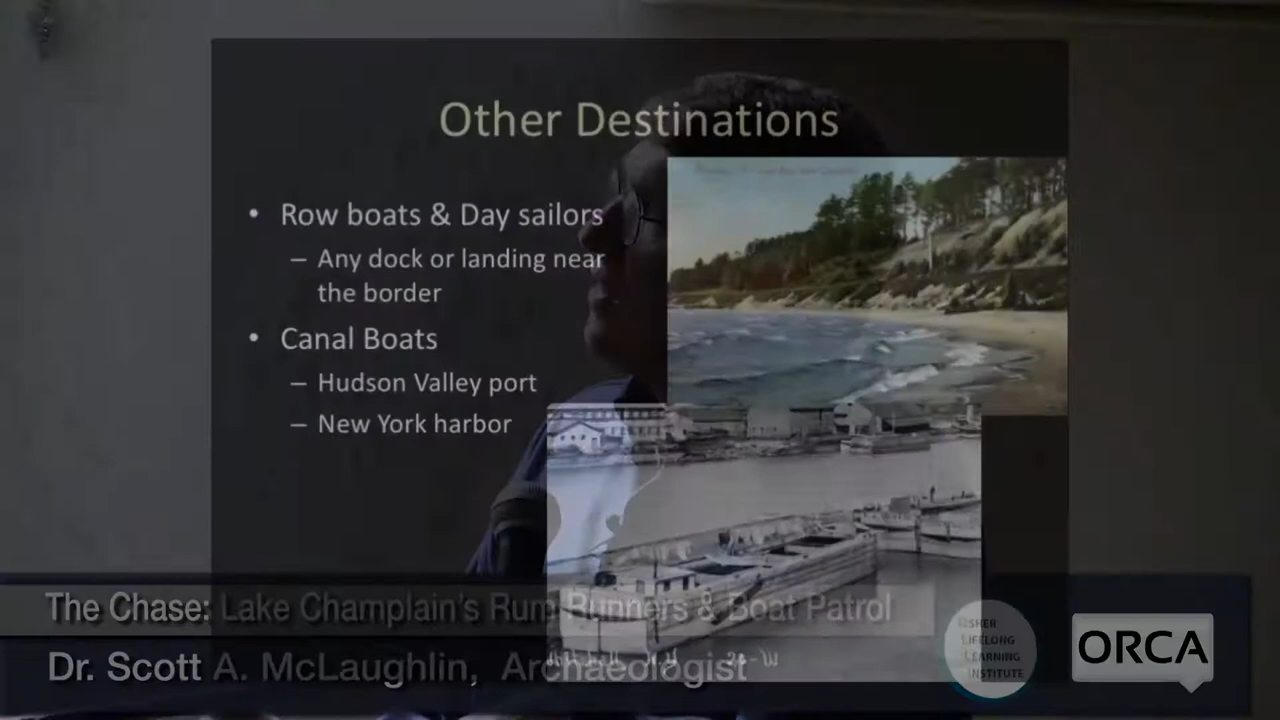 Other Destinations
• Row boats & Day sailors
– Any dock or landing near
the border
• Canal Boats
– Hudson Valley port
– New York harbor
The Chase: Lake Champlain's Rum Runners & Boat Patrol
Dr. Scott A. McLaughlin, Archaeologist
LIFELONG
LEARNING
INSTITUTE
ORCA